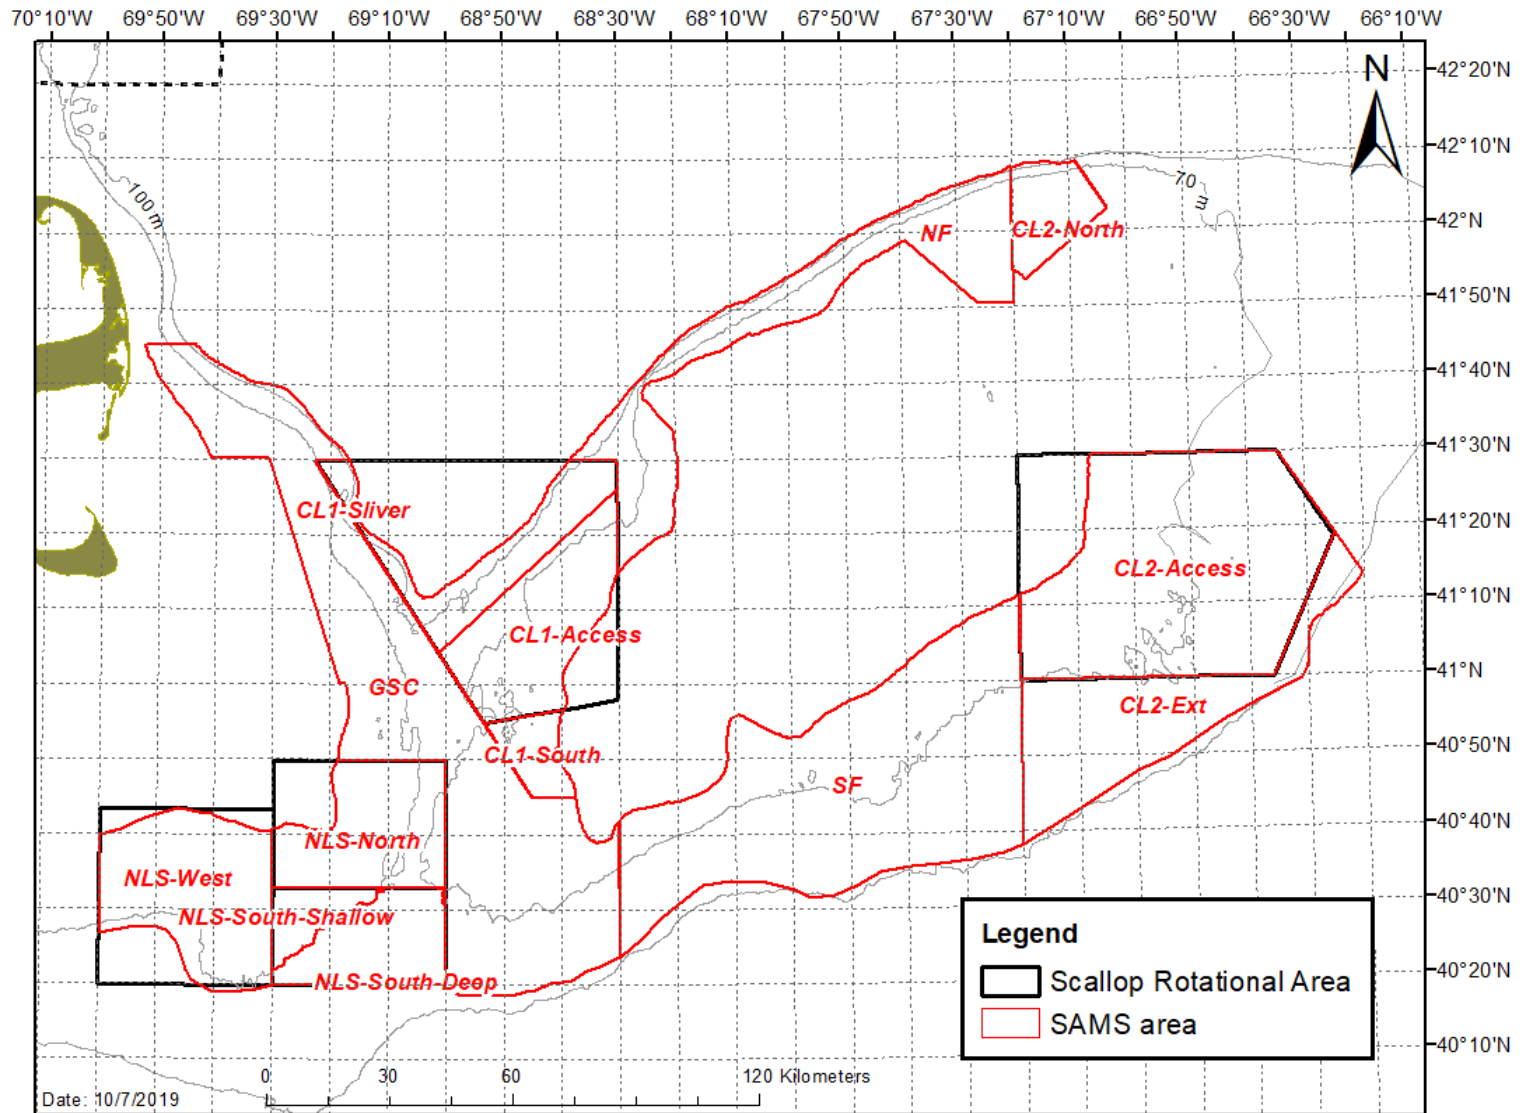 70°10'W 69°50'W 69°30'W 69°10'W 68°50'W 68°30'W 68°10'W 67°50'W 67°30'W 67°10'W 66°50'W 66°30'W 66°10'W
N
42°20'N
42°10'N
100 m
70 m
42°N
NF
CL2-North
41°50'N
41°40'N
41°30'N
CL1-Sliver
41°20'N
CL2-Access
41°10'N
CL1-Access
41°N
GSC
CL2-Ext
CL1-South
40°50'N
SF
40°40'N
NLS-North
NLS-West
40°30'N
NLS-South-Shallow
Legend
40°20'N
NLS-South-Deep
Scallop Rotational Area
SAMS area
40°10'N
0 30 60 120 Kilometers
Date: 10/7/2019